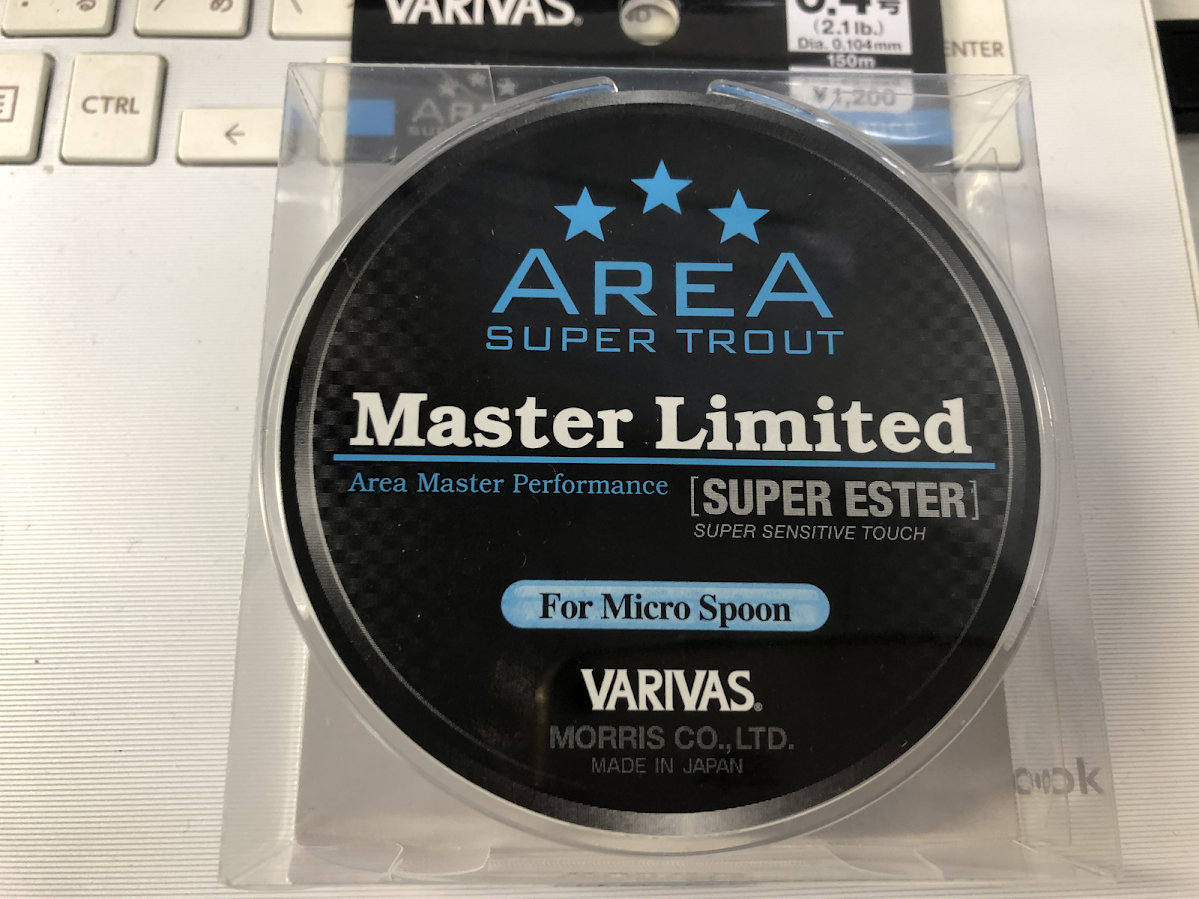 VARIVAS®
0.4号
(2.1lb.)
Dia. 0.104mm
150m
¥1,200
ENTER
CTRL
←
AREA
SUPER TROUT
Master Limited
Area Master Performance
[SUPER ESTER]
SUPER SENSITIVE TOUCH
For Micro Spoon
VARIVAS®
MORRIS CO.,LTD.
MADE IN JAPAN